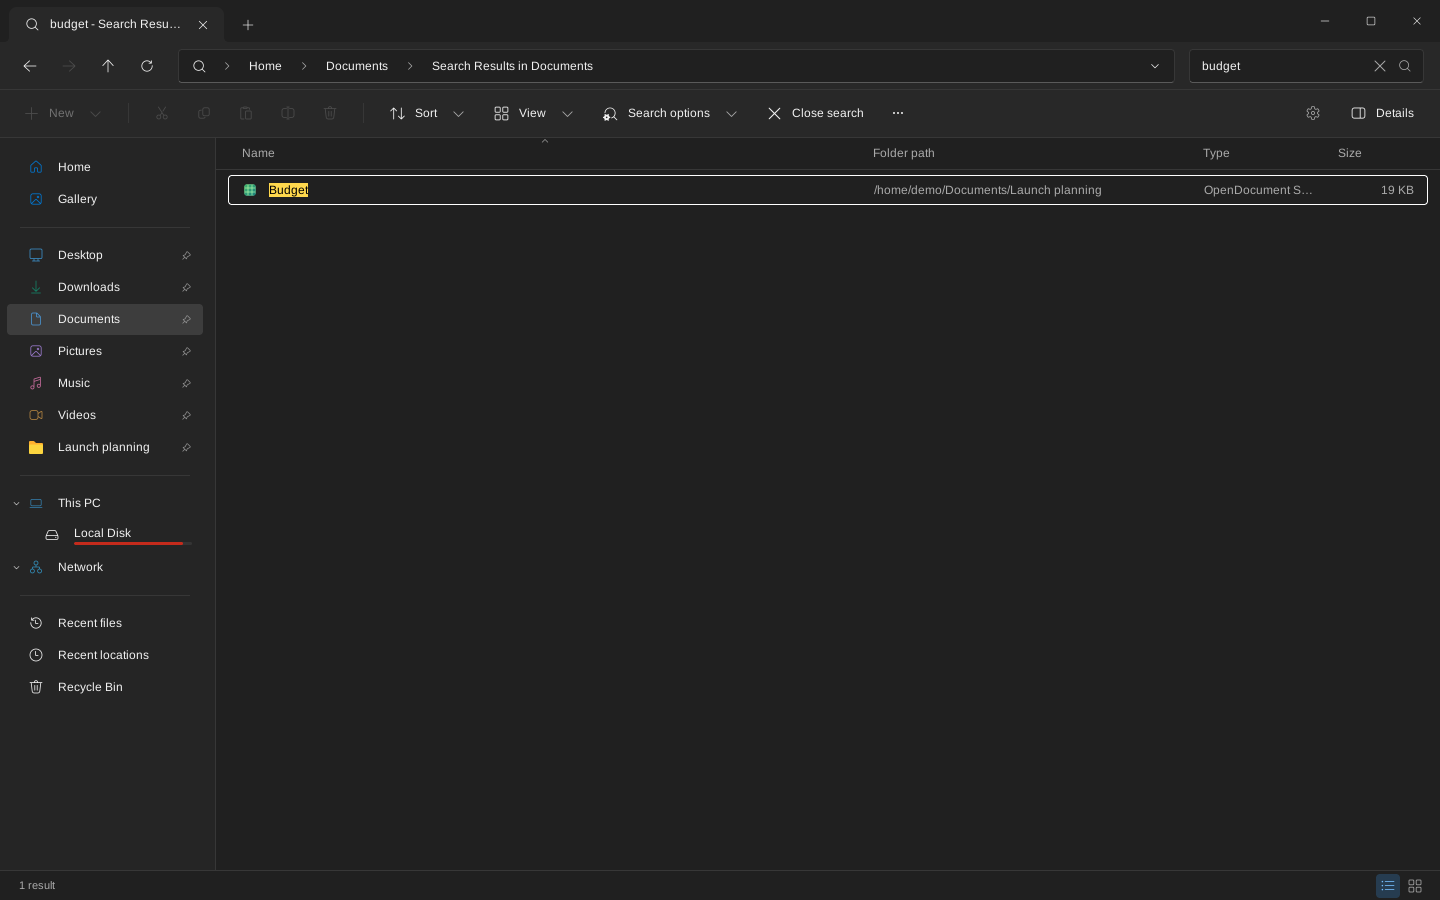 budget - Search Resu...
Home
Documents
Search Results in Documents
budget
New
Sort
View
Search options
Close search
Details
Name
Folder path
Type
Size
Budget
/home/demo/Documents/Launch planning
OpenDocument S...
19 KB
Home
Gallery
Desktop
Downloads
Documents
Pictures
Music
Videos
Launch planning
This PC
Local Disk
Network
Recent files
Recent locations
Recycle Bin
1 result